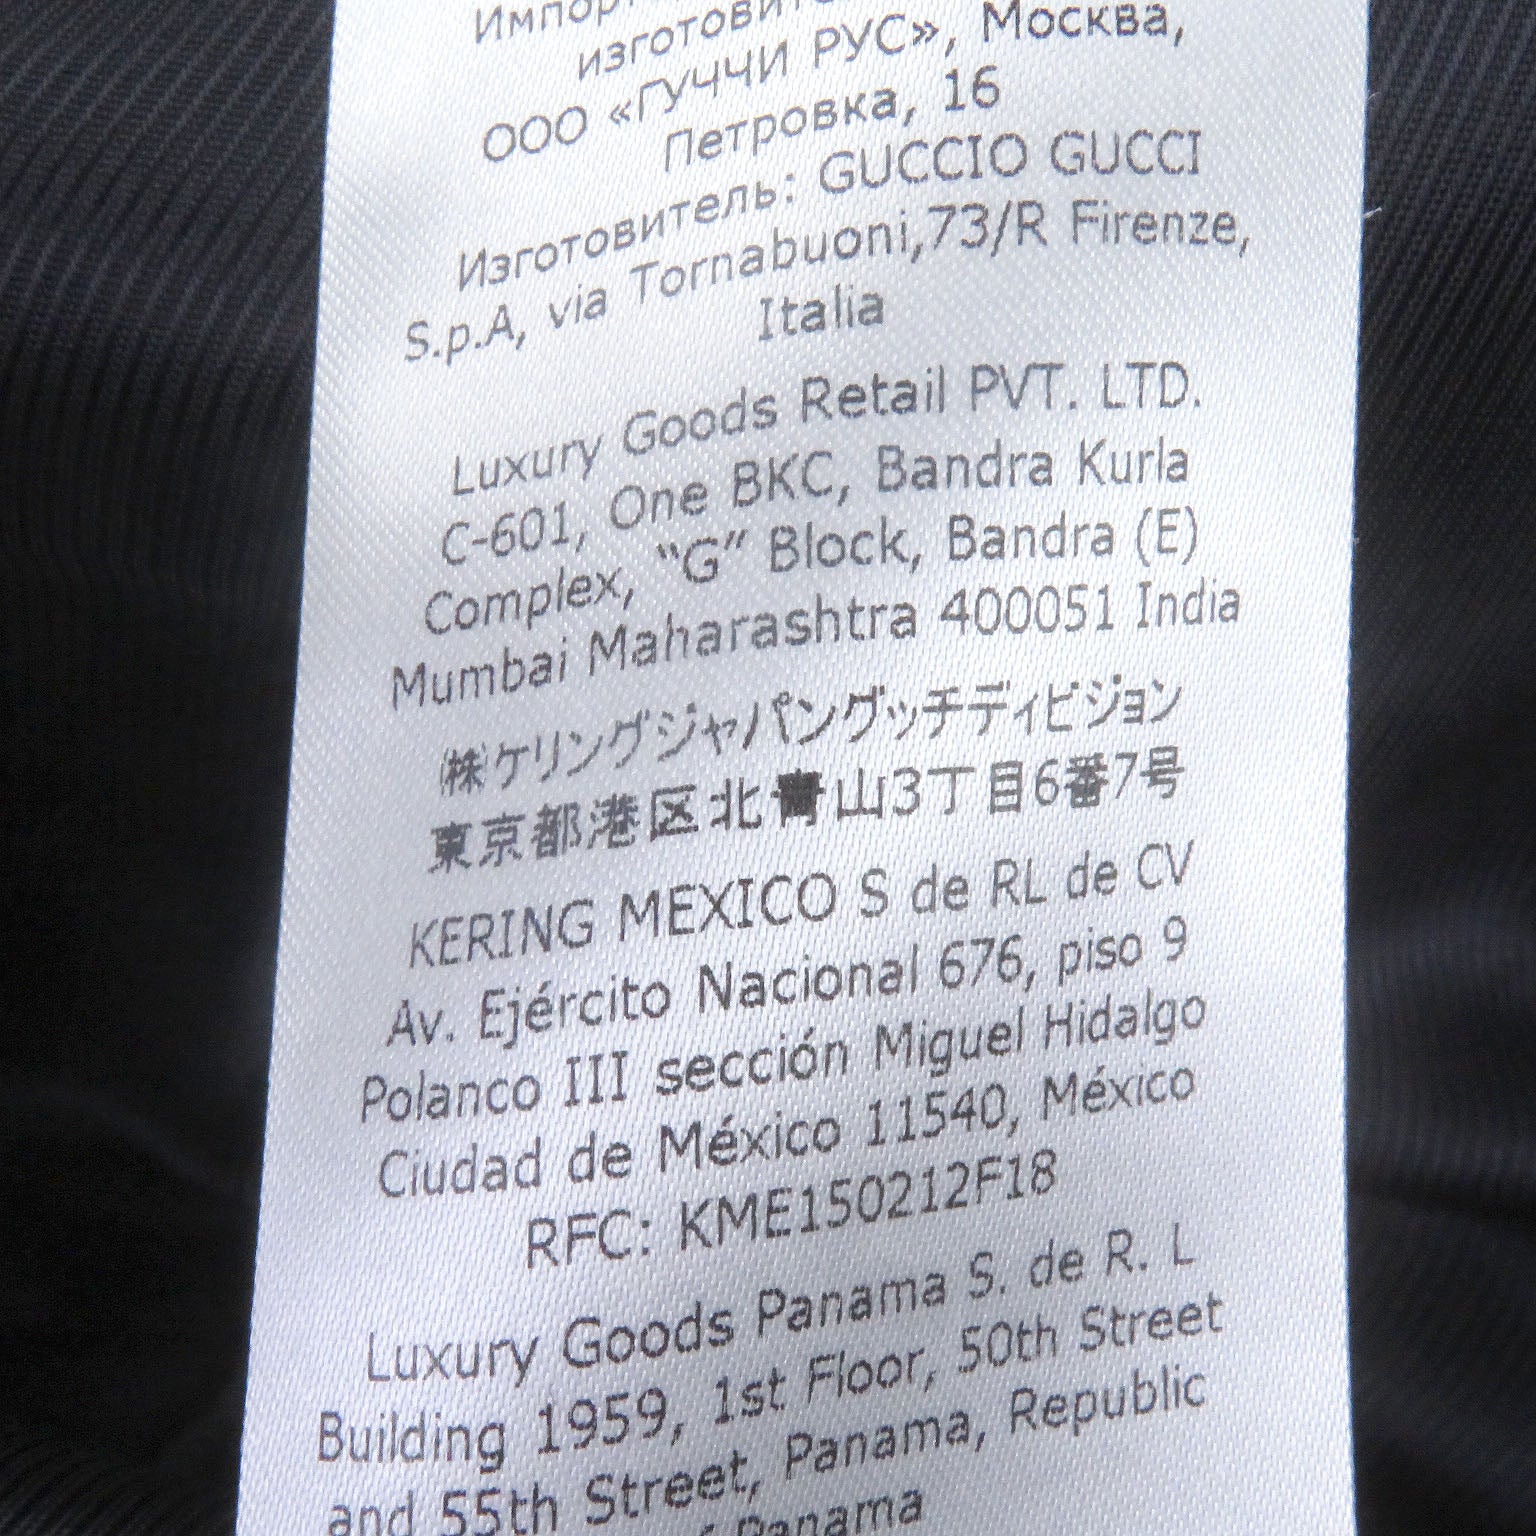 изготовит
ООО «ГУЧЧИ РУС», Москва,
Петровка, 16
Изготовитель: GUCCIO GUCCI
S.p.A, via Tornabuoni,73/R Firenze,
Italia
Luxury Goods Retail PVT. LTD.
C-601, One BKC, Bandra Kurla
Complex, “G” Block, Bandra (E)
Mumbai Maharashtra 400051 India
㈱ケリングジャパングッチディビジョン
東京都港区北青山3丁目6番7号
KERING MEXICO S de RL de CV
Av. Ejército Nacional 676, piso 9
Polanco III sección Miguel Hidalgo
Ciudad de México 11540, México
RFC: KME150212F18
Luxury Goods Panama S. de R. L
Building 1959, 1st Floor, 50th Street
and 55th Street, Panama, Republic
Panama